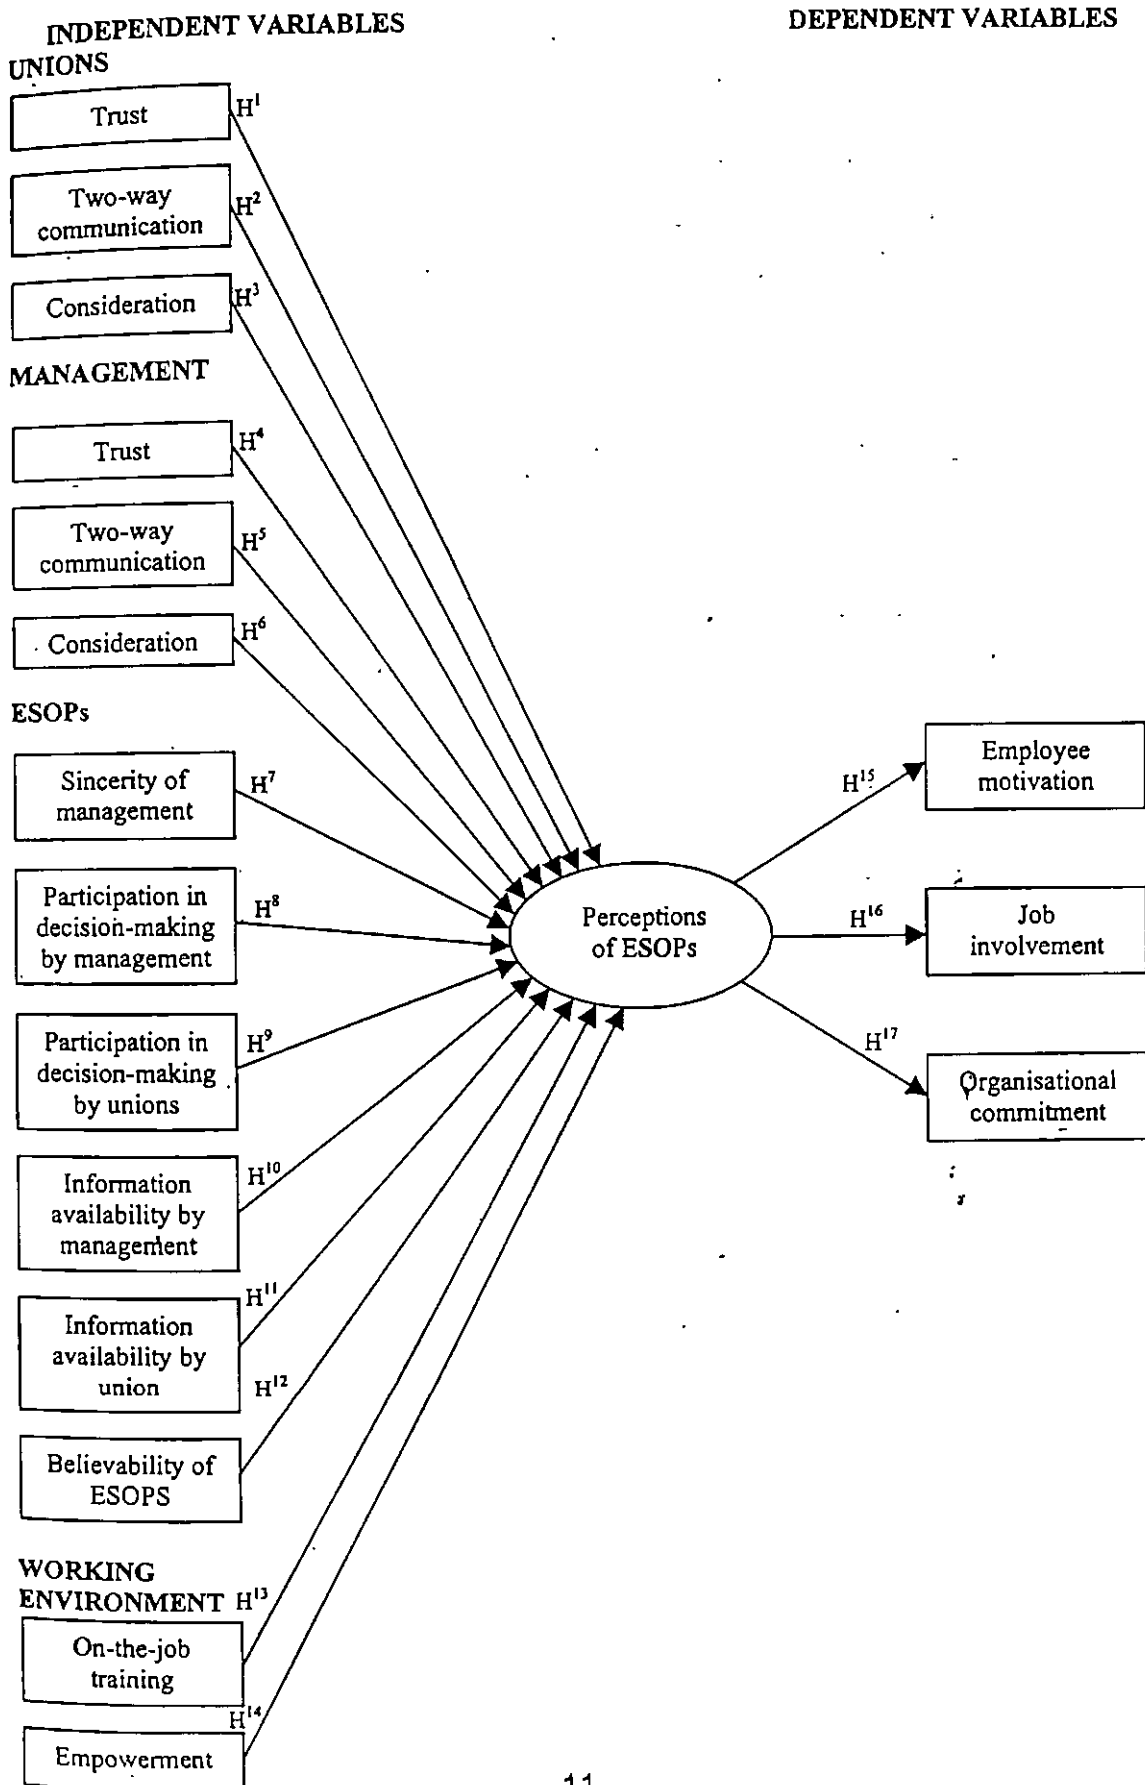 INDEPENDENT VARIABLES
DEPENDENT VARIABLES
UNIONS
Trust
H1
Two-way
communication
H2
Consideration
H3
MANAGEMENT
Trust
H4
Two-way
communication
H5
Consideration
H6
ESOPs
Sincerity of
management
H7
Participation in
decision-making
by management
H8
Participation in
decision-making
by unions
H9
Information
availability by
management
H10
Information
availability by
union
H11
Believability of
ESOPS
H12
WORKING
ENVIRONMENT
On-the-job
training
H13
Empowerment
H14
Perceptions
of ESOPs
H15
Employee
motivation
H16
Job
involvement
H17
Organisational
commitment
11